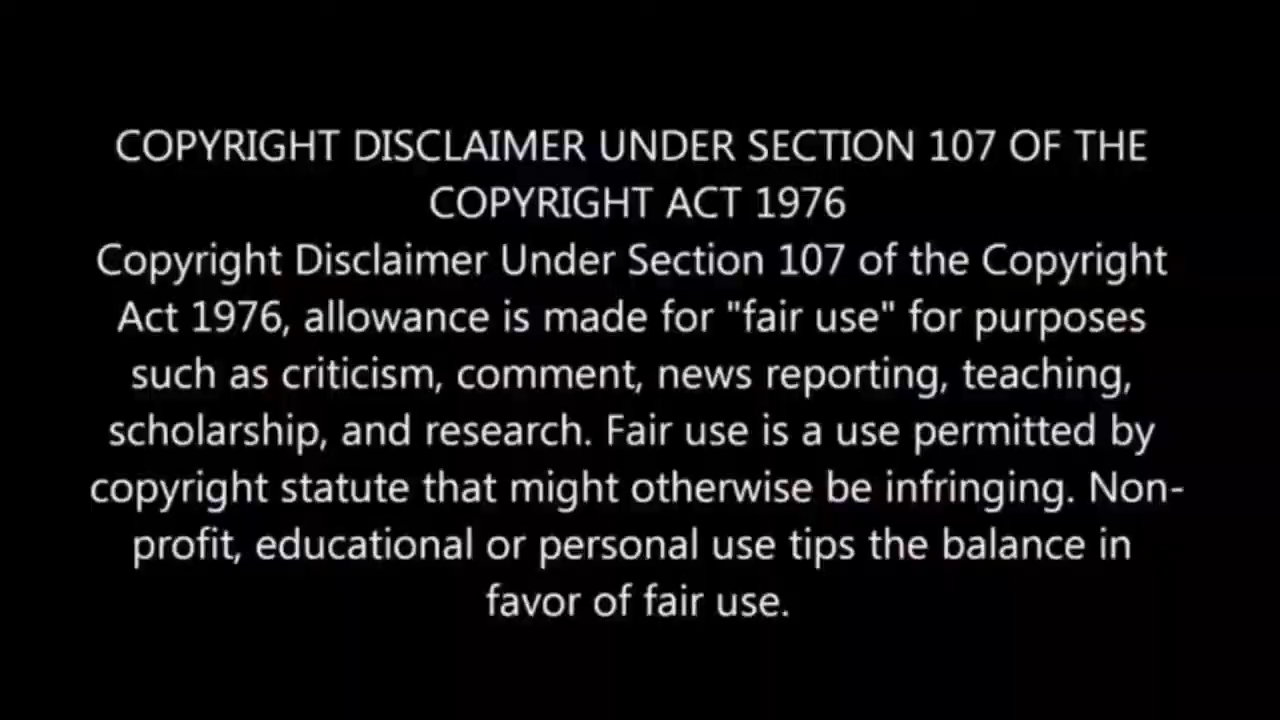 COPYRIGHT DISCLAIMER UNDER SECTION 107 OF THE
COPYRIGHT ACT 1976
Copyright Disclaimer Under Section 107 of the Copyright
Act 1976, allowance is made for "fair use" for purposes
such as criticism, comment, news reporting, teaching,
scholarship, and research. Fair use is a use permitted by
copyright statute that might otherwise be infringing. Non-
profit, educational or personal use tips the balance in
favor of fair use.